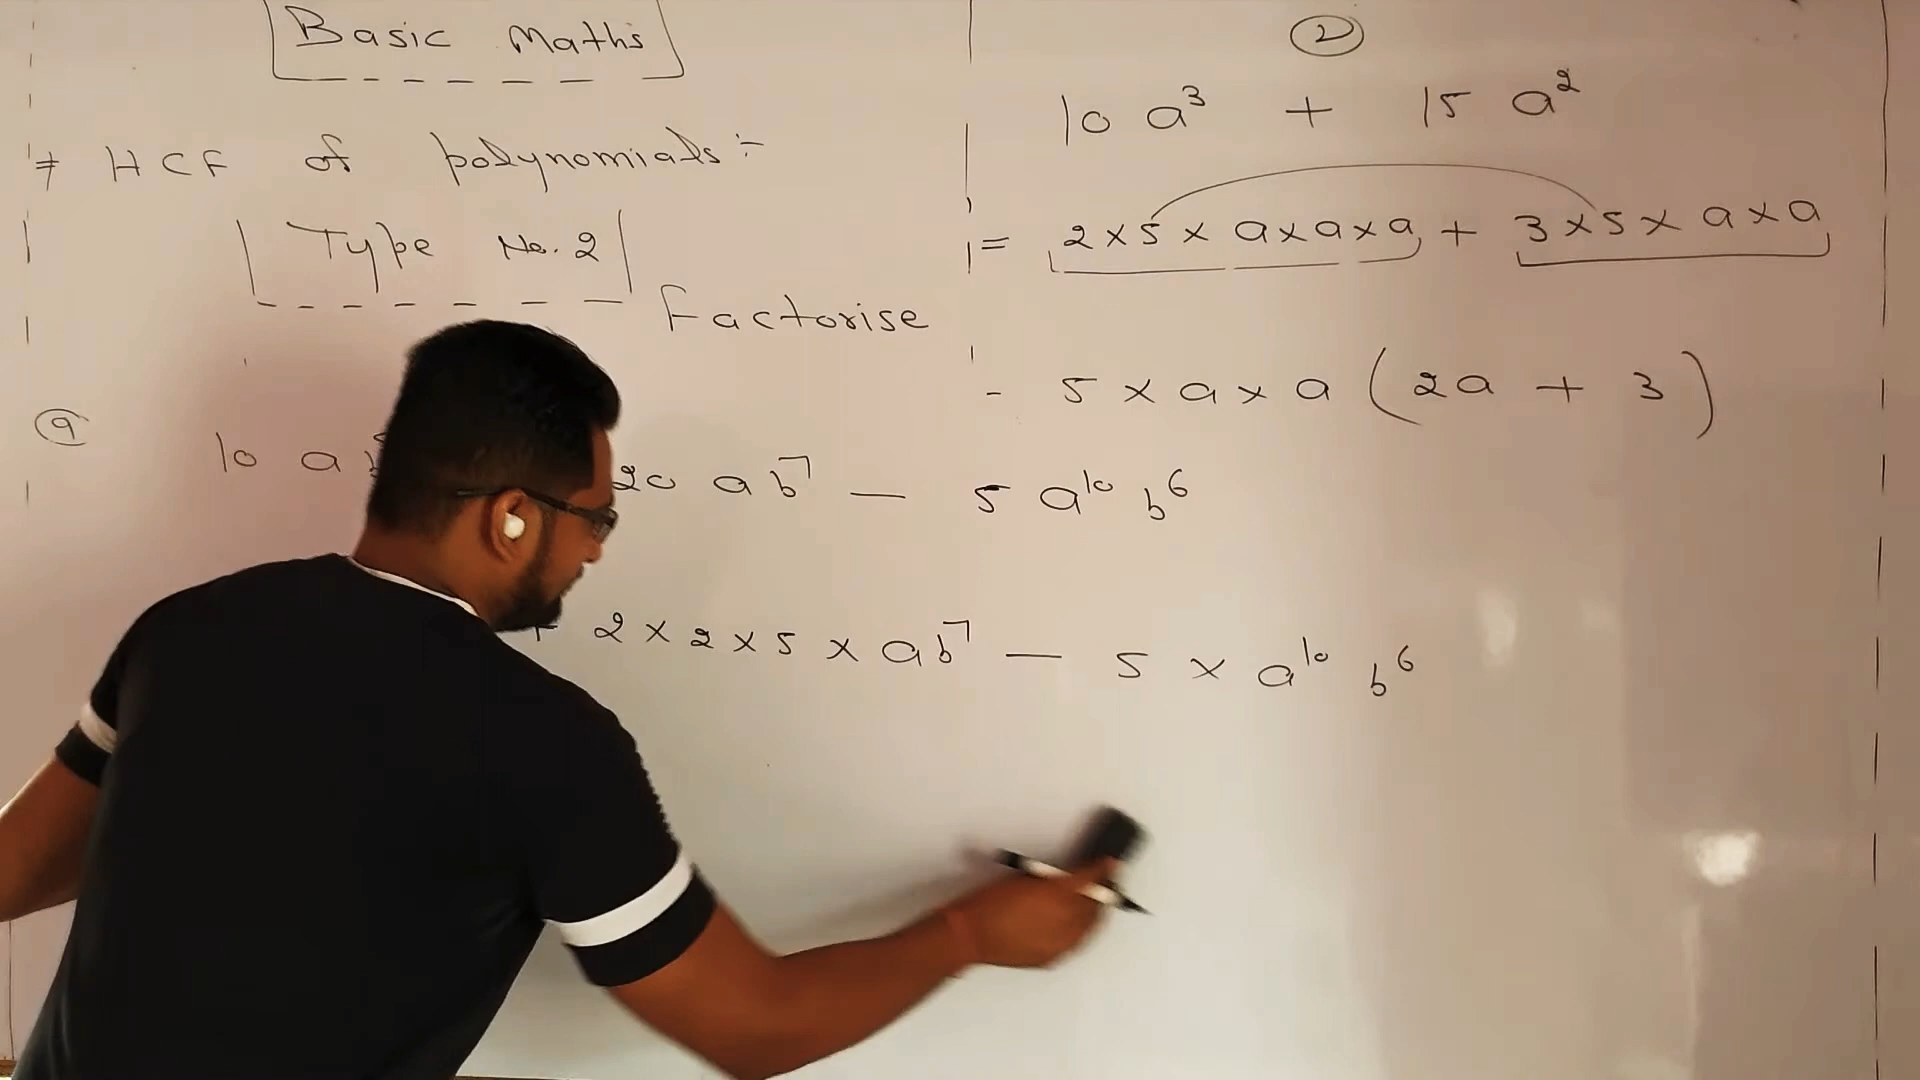 Basic Maths
≠ HCF of polynomials :-
Type No. 2
Factorise
②
10 a³ + 15 a²
= 2 x 5 x a x a x a + 3 x 5 x a x a
- 5 x a x a ( 2a + 3 )
⑨ 10 a 20 ab⁷ — 5 a¹⁰ b⁶
+ 2 x 2 x 5 x ab⁷ — 5 x a¹⁰ b⁶